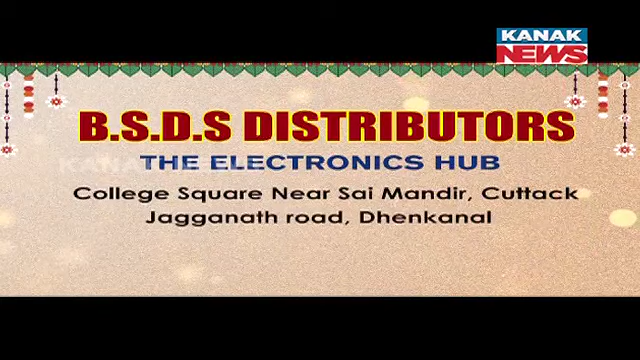 KANAK
NEWS
B.S.D.S DISTRIBUTORS
THE ELECTRONICS HUB
College Square Near Sai Mandir, Cuttack
Jagganath road, Dhenkanal